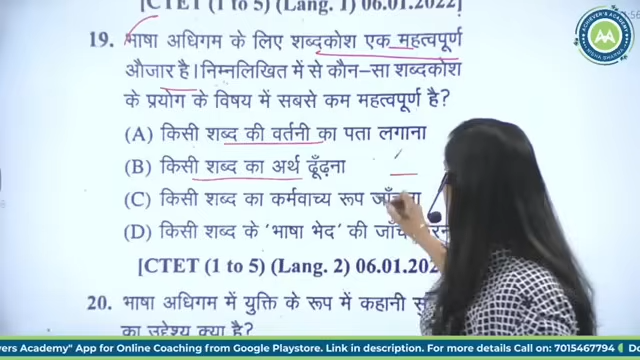 [CTET (1 to 5) (Lang. 1) 06.01.2022]
19. भाषा अधिगम के लिए शब्दकोश एक महत्वपूर्ण
औजार है। निम्नलिखित में से कौन-सा शब्दकोश
के प्रयोग के विषय में सबसे कम महत्वपूर्ण है?
(A) किसी शब्द की वर्तनी का पता लगाना
(B) किसी शब्द का अर्थ ढूँढ़ना
(C) किसी शब्द का कर्मवाच्य रूप
(D) किसी शब्द के 'भाषा भेद' की
[CTET (1 to 5) (Lang. 2) 06.01.202
20. भाषा अधिगम में युक्ति के रूप में कहानी
का उद्देश्य क्या है?
ers Academy" App for Online Coaching from Google Playstore. Link in description. For more details Call on: 7015467794